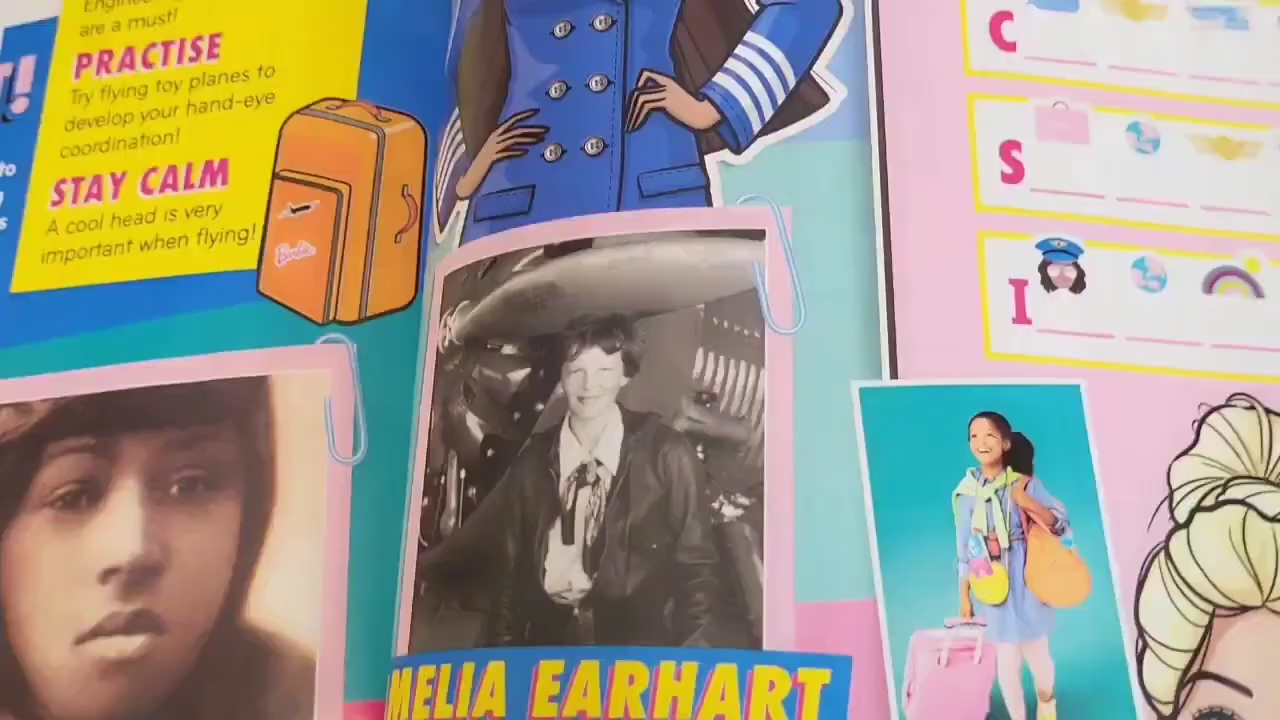 are a must!
PRACTISE
Try flying toy planes to
develop your hand-eye
coordination!
STAY CALM
A cool head is very
important when flying!
T!
to
s
Barbie
MELIA EARHART
C
S
I